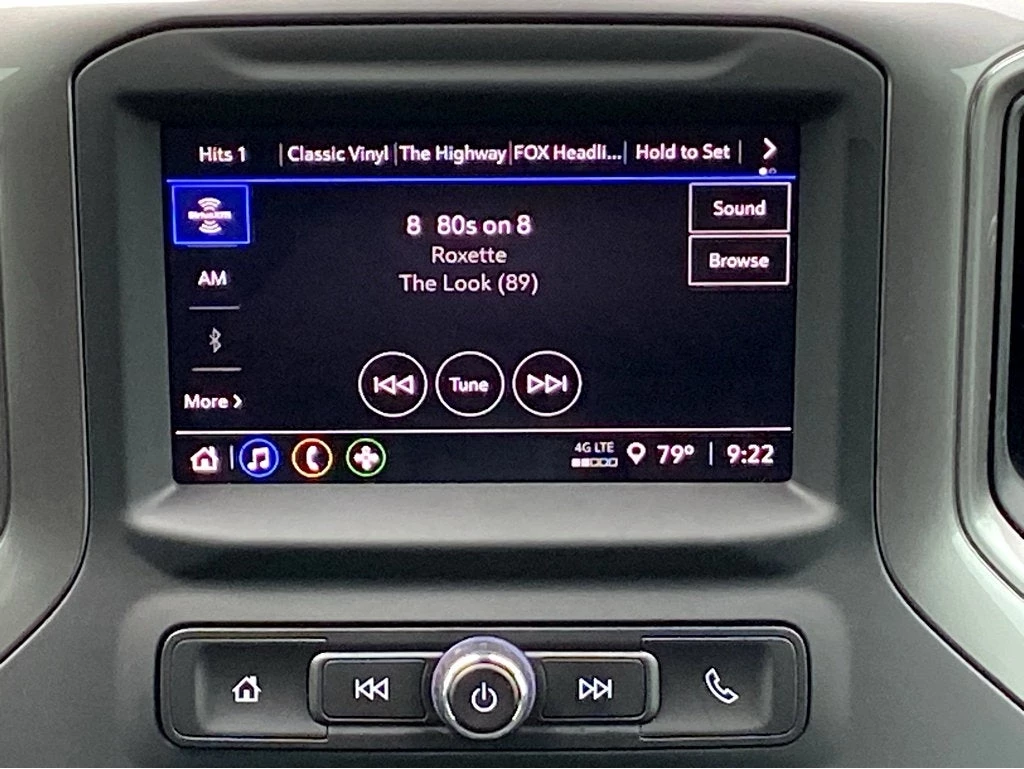 Hits 1 | Classic Vinyl | The Highway | FOX Headli... | Hold to Set |
SiriusXM
8 80s on 8
Sound
Roxette
Browse
AM
The Look (89)
Tune
More
4G LTE
79° | 9:22